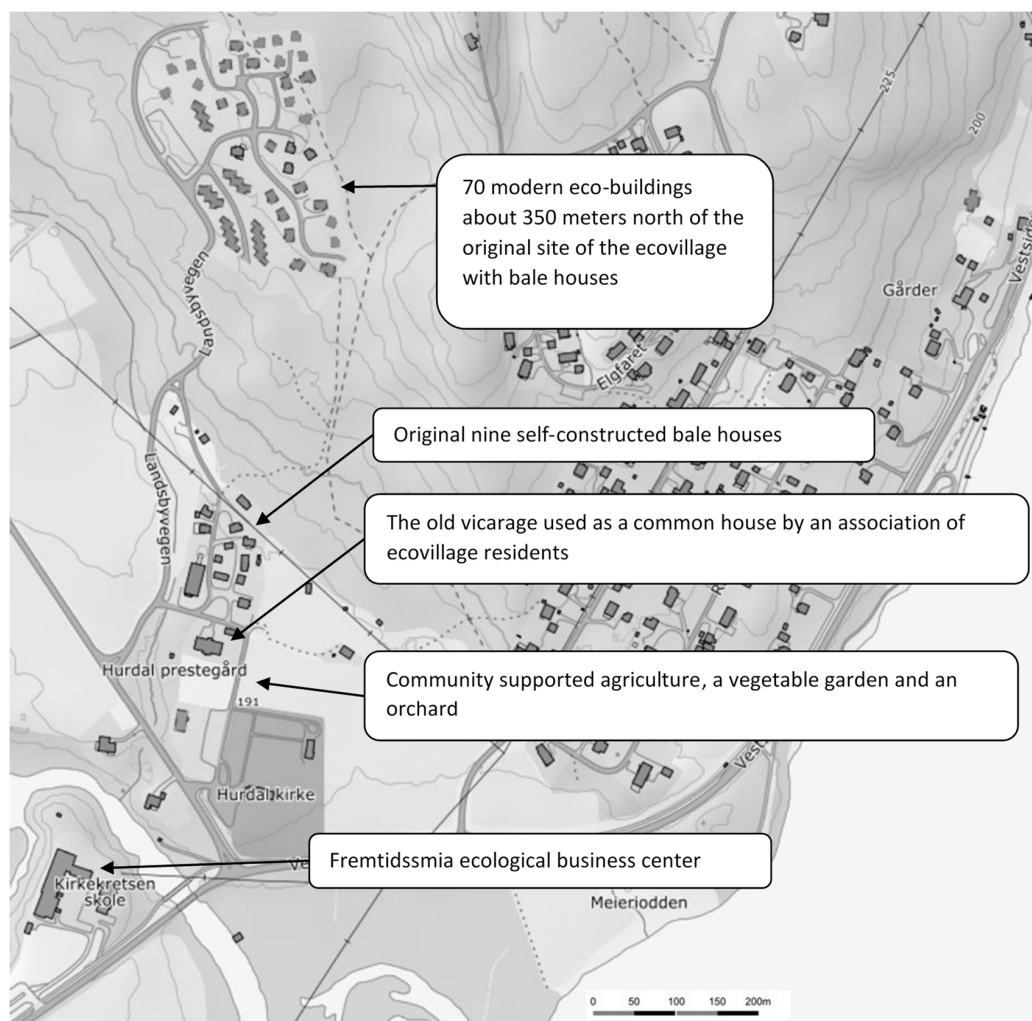 225
200
Vestside
70 modern eco-buildings
about 350 meters north of the
original site of the ecovillage
with bale houses
Gårder
Landsbyvegen
Elgfaret
Original nine self-constructed bale houses
Landsbyvegen
The old vicarage used as a common house by an association of
ecovillage residents
Hurdal prestegård
Community supported agriculture, a vegetable garden and an
orchard
191
Hurdal kirke
Fremtidssmia ecological business center
Kirkekretsen
skole
Meieriodden
0 50 100 150 200m